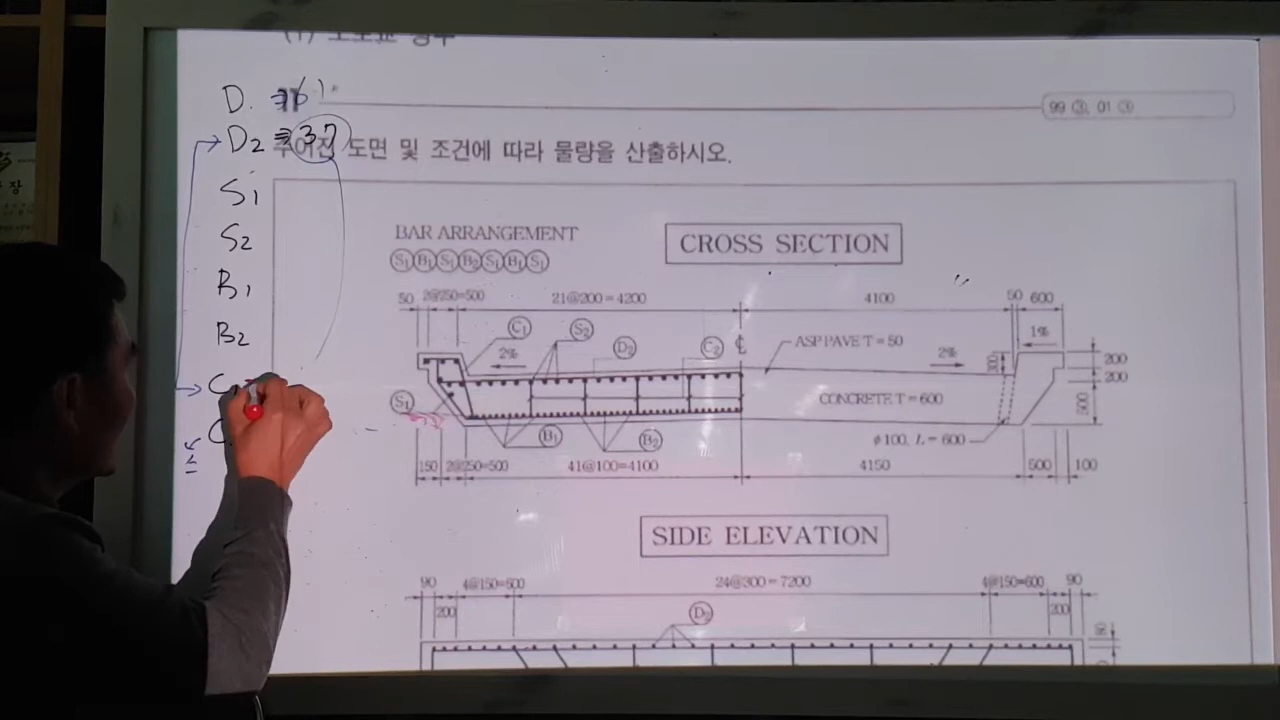 D₁ ⇒ 61
99 ③, 01 ③
D₂ ⇒ 37
주어진 도면 및 조건에 따라 물량을 산출하시오.
S₁
S₂
B₁
B₂
C₁
BAR ARRANGEMENT
CROSS SECTION
S₁ B₁ S₁ B₂ S₁ B₁ S₁
50 2@250=500 21@200=4200 4100 50 600
C₁ S₂ D₂ C₂ ℄ ASP PAVE T=50 1%
2% 2% 300 200
200
S₁ CONCRETE T=600 500
B₁ B₂ φ100, L=600
150 2@250=500 41@100=4100 4150 500 100
SIDE ELEVATION
90 4@150=600 24@300=7200 4@150=600 90
200 D₂ 200